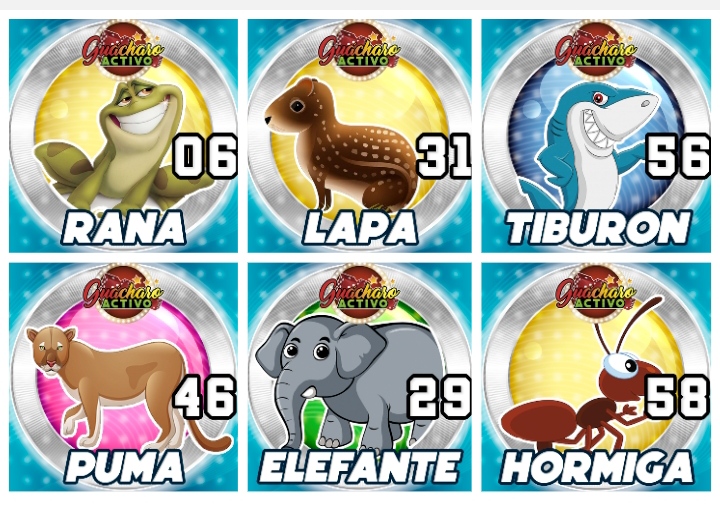 Guácharo
ACTIVO
06
RANA
Guácharo
ACTIVO
31
LAPA
Guácharo
ACTIVO
56
TIBURON
Guácharo
ACTIVO
46
PUMA
Guácharo
ACTIVO
29
ELEFANTE
Guácharo
ACTIVO
58
HORMIGA